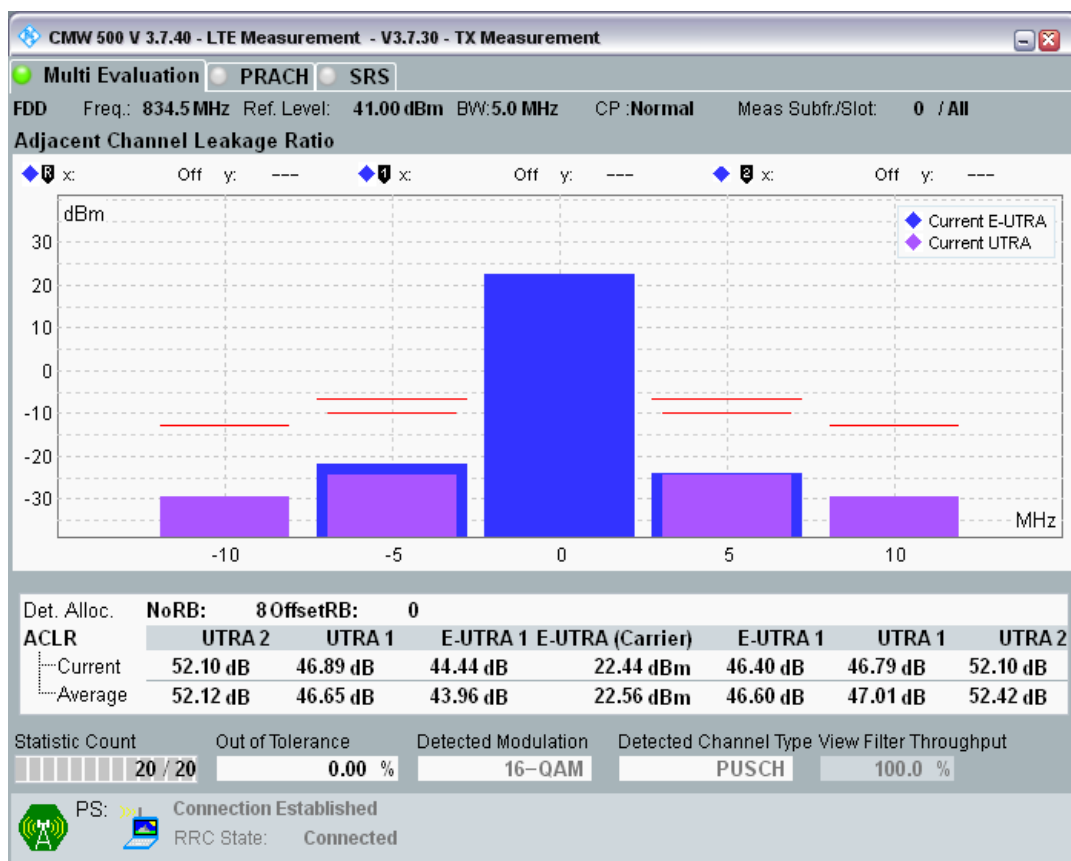 CMW 500 V 3.7.40 - LTE Measurement - V3.7.30 - TX Measurement
Multi Evaluation PRACH SRS
FDD Freq.: 834.5 MHz Ref. Level: 41.00 dBm BW:5.0 MHz CP :Normal Meas Subfr./Slot: 0 / All
Adjacent Channel Leakage Ratio
R x: Off y: --- 1 x: Off y: --- 2 x: Off y: ---
dBm
Current E-UTRA
Current UTRA
30
20
10
0
-10
-20
-30
MHz
-10 -5 0 5 10
Det. Alloc. NoRB: 8 OffsetRB: 0
ACLR UTRA 2 UTRA 1 E-UTRA 1 E-UTRA (Carrier) E-UTRA 1 UTRA 1 UTRA 2
Current 52.10 dB 46.89 dB 44.44 dB 22.44 dBm 46.40 dB 46.79 dB 52.10 dB
Average 52.12 dB 46.65 dB 43.96 dB 22.56 dBm 46.60 dB 47.01 dB 52.42 dB
Statistic Count Out of Tolerance Detected Modulation Detected Channel Type View Filter Throughput
20 / 20 0.00 % 16-QAM PUSCH 100.0 %
PS: Connection Established
RRC State: Connected